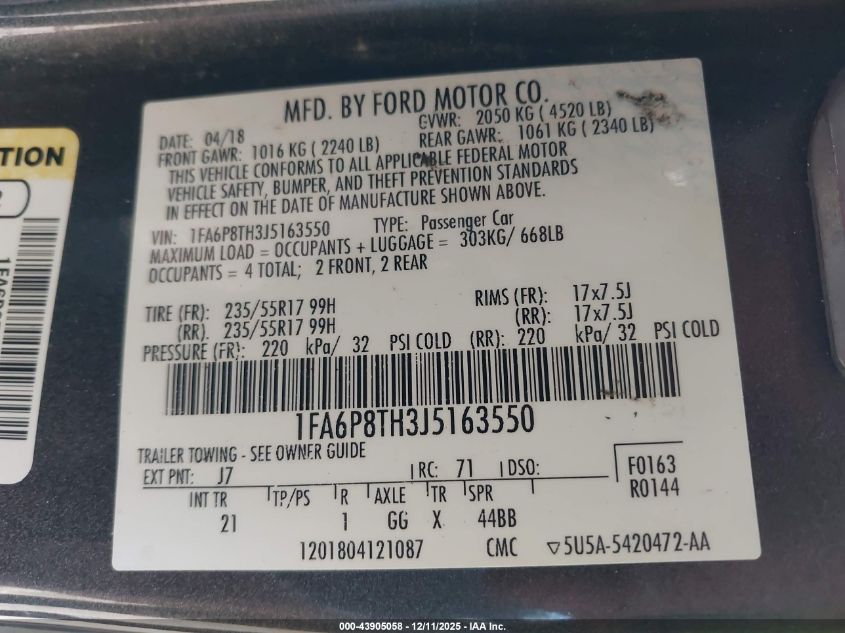 MFD. BY FORD MOTOR CO.
DATE: 04/18 GVWR: 2050 KG ( 4520 LB)
FRONT GAWR: 1016 KG ( 2240 LB) REAR GAWR: 1061 KG ( 2340 LB)
THIS VEHICLE CONFORMS TO ALL APPLICABLE FEDERAL MOTOR
VEHICLE SAFETY, BUMPER, AND THEFT PREVENTION STANDARDS
IN EFFECT ON THE DATE OF MANUFACTURE SHOWN ABOVE.
VIN: 1FA6P8TH3J5163550 TYPE: Passenger Car
MAXIMUM LOAD = OCCUPANTS + LUGGAGE = 303KG/ 668LB
OCCUPANTS = 4 TOTAL; 2 FRONT, 2 REAR
TIRE (FR): 235/55R17 99H RIMS (FR): 17x7.5J
(RR). 235/55R17 99H (RR): 17x7.5J
PRESSURE (FR): 220 kPa/ 32 PSI COLD (RR): 220 kPa/ 32 PSI COLD
1FA6P8TH3J5163550
TRAILER TOWING - SEE OWNER GUIDE
EXT PNT: J7 RC: 71 DSO: F0163
R0144
INT TR TP/PS R AXLE TR SPR
21 1 GG X 44BB
1201804121087 CMC ▽5U5A-5420472-AA
TION
000-43905058 - 12/11/2025 - IAA Inc.